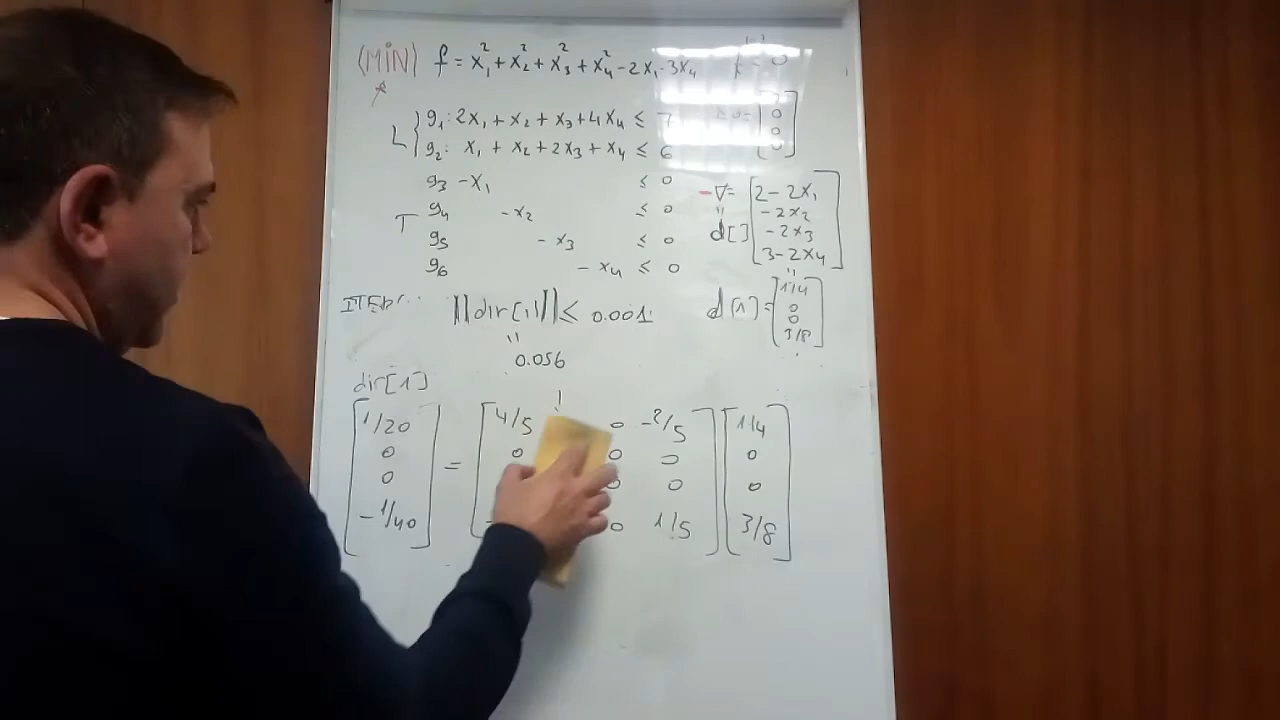 (MIN) f = x₁² + x₂² + x₃² + x₄² - 2x₁ - 3x₄
L { g₁: 2x₁ + x₂ + x₃ + 4x₄ ≤ 7
g₂: x₁ + x₂ + 2x₃ + x₄ ≤ 6
g₃ -x₁ ≤ 0
T g₄ -x₂ ≤ 0
g₅ -x₃ ≤ 0
g₆ -x₄ ≤ 0
0
0
-∇ = [2 - 2x₁
-2x₂
-2x₃
3 - 2x₄]
"
d[ ]
"
d[1] = [1/4
0
0
3/8]
||dir[1]|| ≤ 0.001
"
0.056
dir[1]
[1/20 = [4/5 0 -2/5] [1/4
0 0 0 0 0
0 0 0
-1/40] 0 1/5] 3/8]